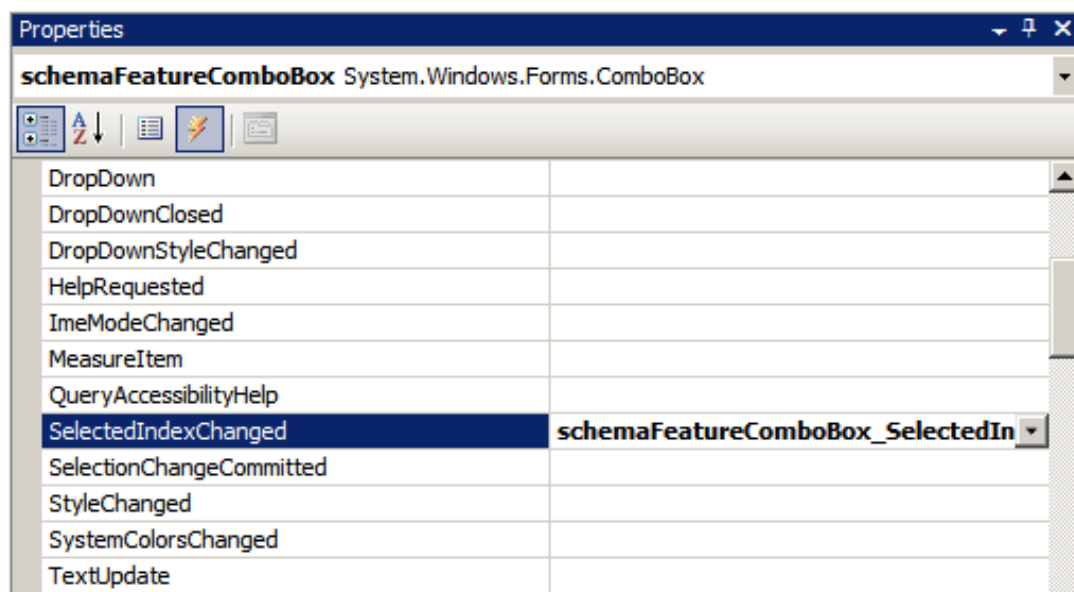 Properties
schemaFeatureComboBox System.Windows.Forms.ComboBox
DropDown
DropDownClosed
DropDownStyleChanged
HelpRequested
ImeModeChanged
MeasureItem
QueryAccessibilityHelp
SelectedIndexChanged schemaFeatureComboBox_SelectedIn
SelectionChangeCommitted
StyleChanged
SystemColorsChanged
TextUpdate